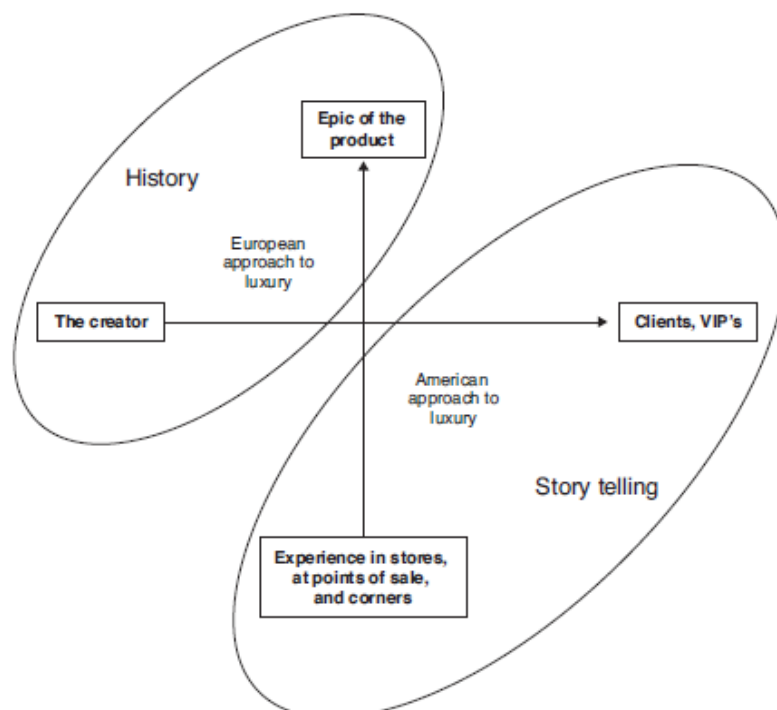 Epic of the
product
History
European
approach to
luxury
The creator
Clients, VIP's
American
approach to
luxury
Story telling
Experience in stores,
at points of sale,
and corners